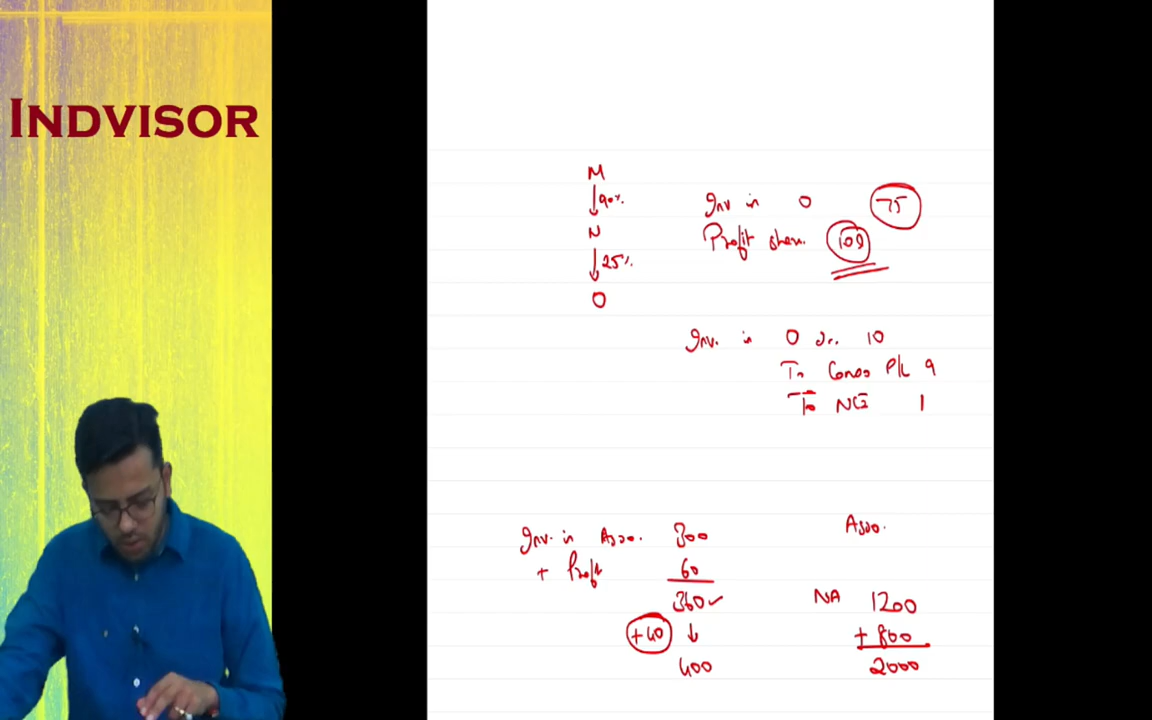 INDVISOR
M
↓ 90%.
N
↓ 25%.
O
Inv in O 75
Profit share. 109
Inv. in O Dr. 10
To Conso P/L 9
To NCI 1
Inv. in Asso. 300
+ Profit 60
360✓
+40 ↓
400
Asso.
NA 1200
+ 800
2000